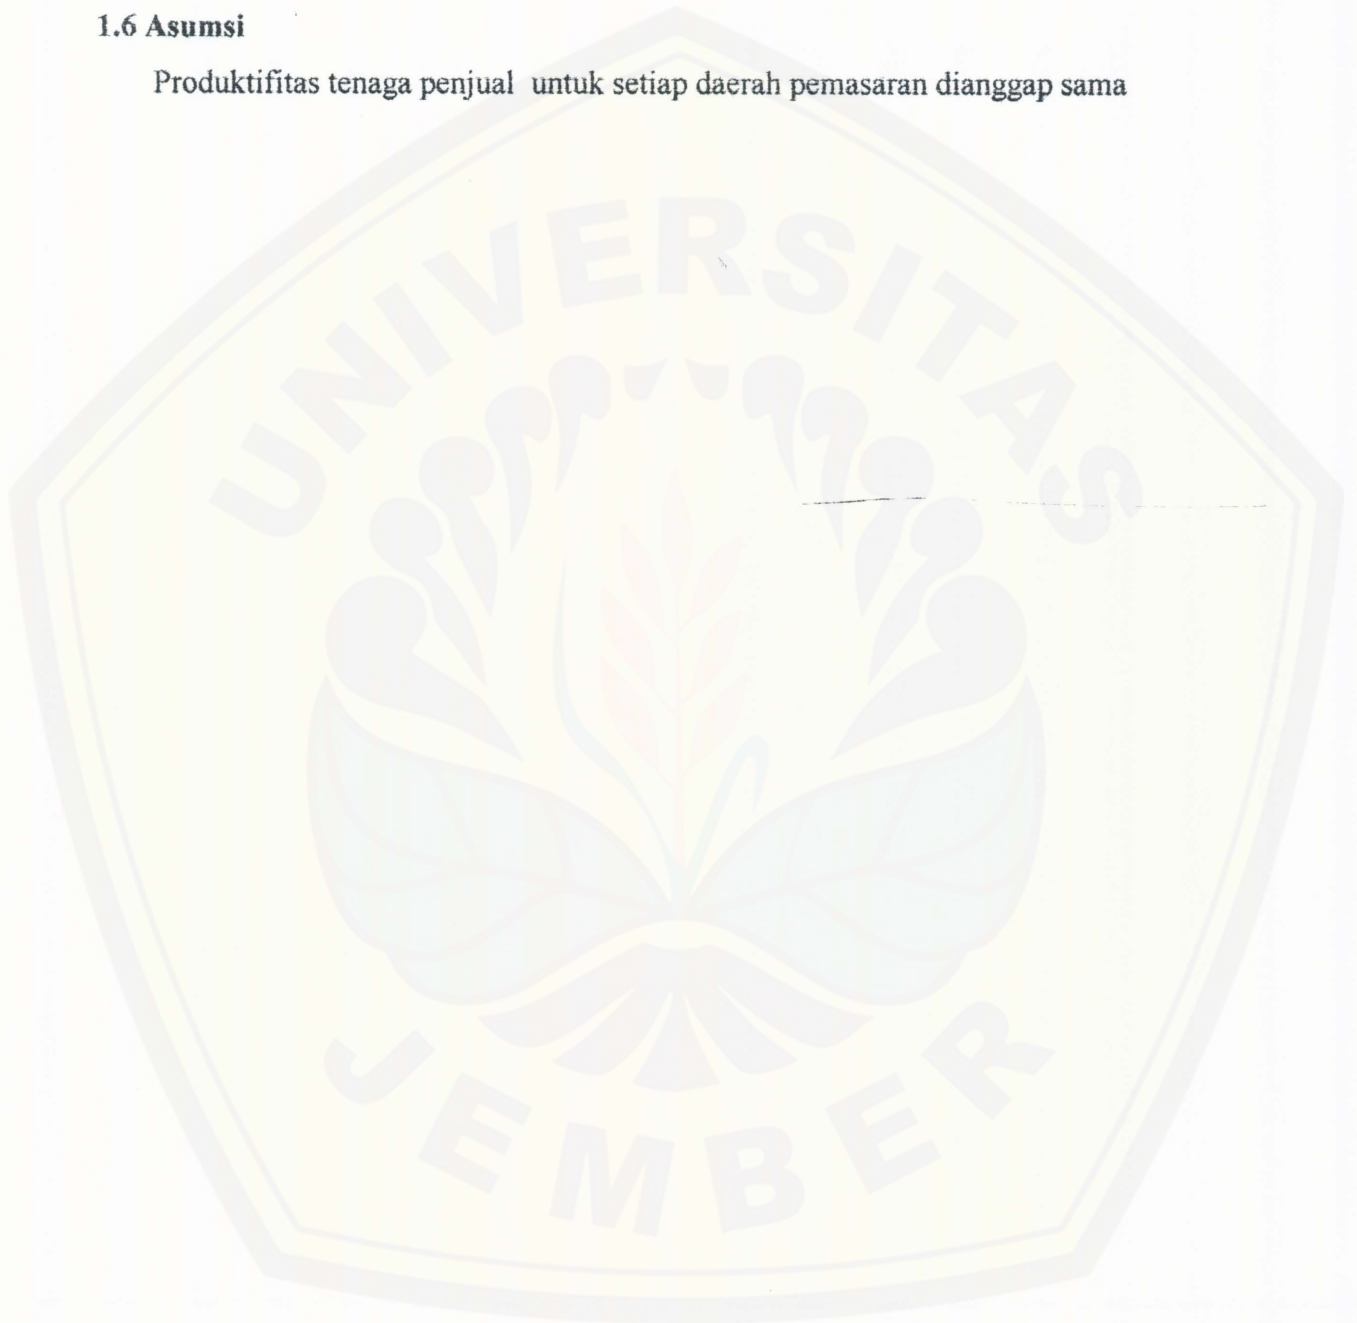 1.6 Asumsi
Produktifitas tenaga penjual untuk setiap daerah pemasaran dianggap sama
UNIVERSITAS
JEMBER